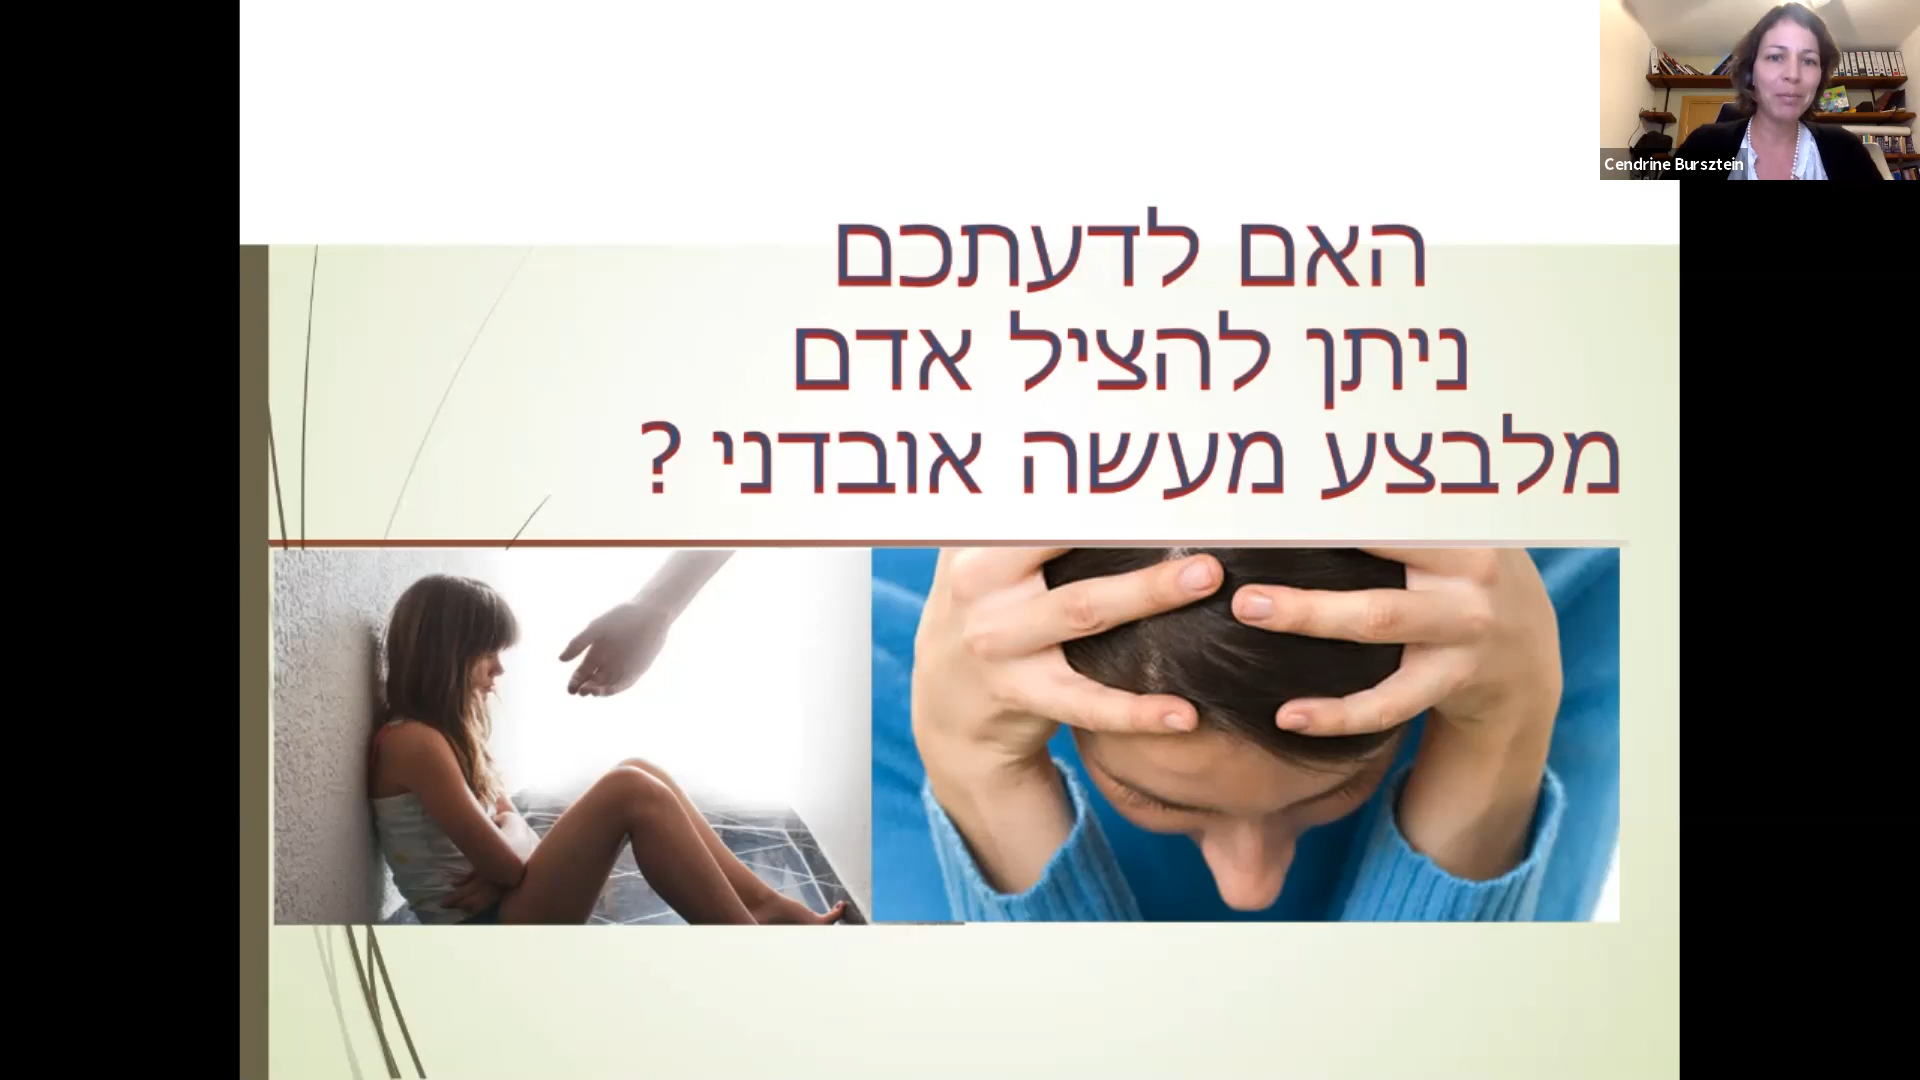 Cendrine Bursztein
האם לדעתכם
ניתן להציל אדם
מלבצע מעשה אובדני ?